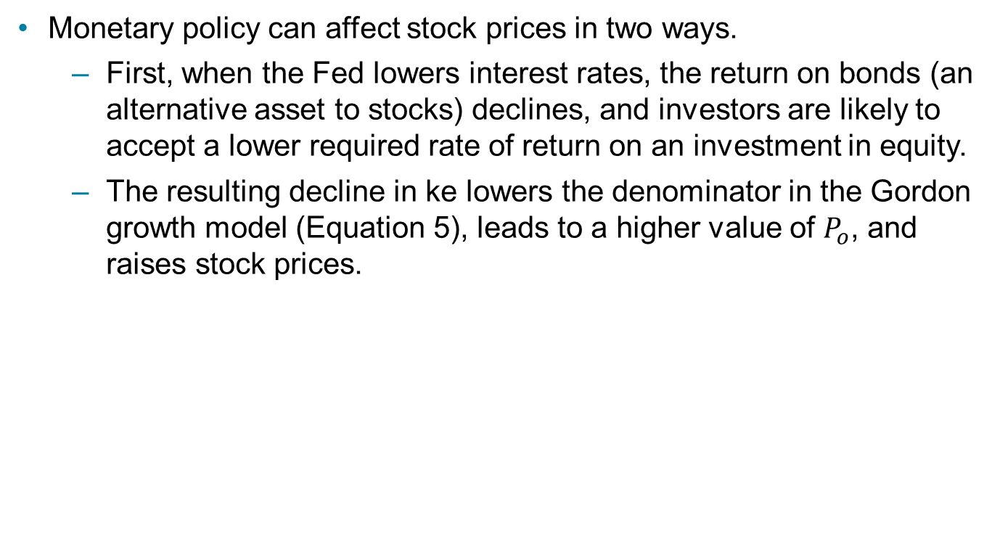 • Monetary policy can affect stock prices in two ways.
– First, when the Fed lowers interest rates, the return on bonds (an
alternative asset to stocks) declines, and investors are likely to
accept a lower required rate of return on an investment in equity.
– The resulting decline in ke lowers the denominator in the Gordon
growth model (Equation 5), leads to a higher value of Pₒ, and
raises stock prices.